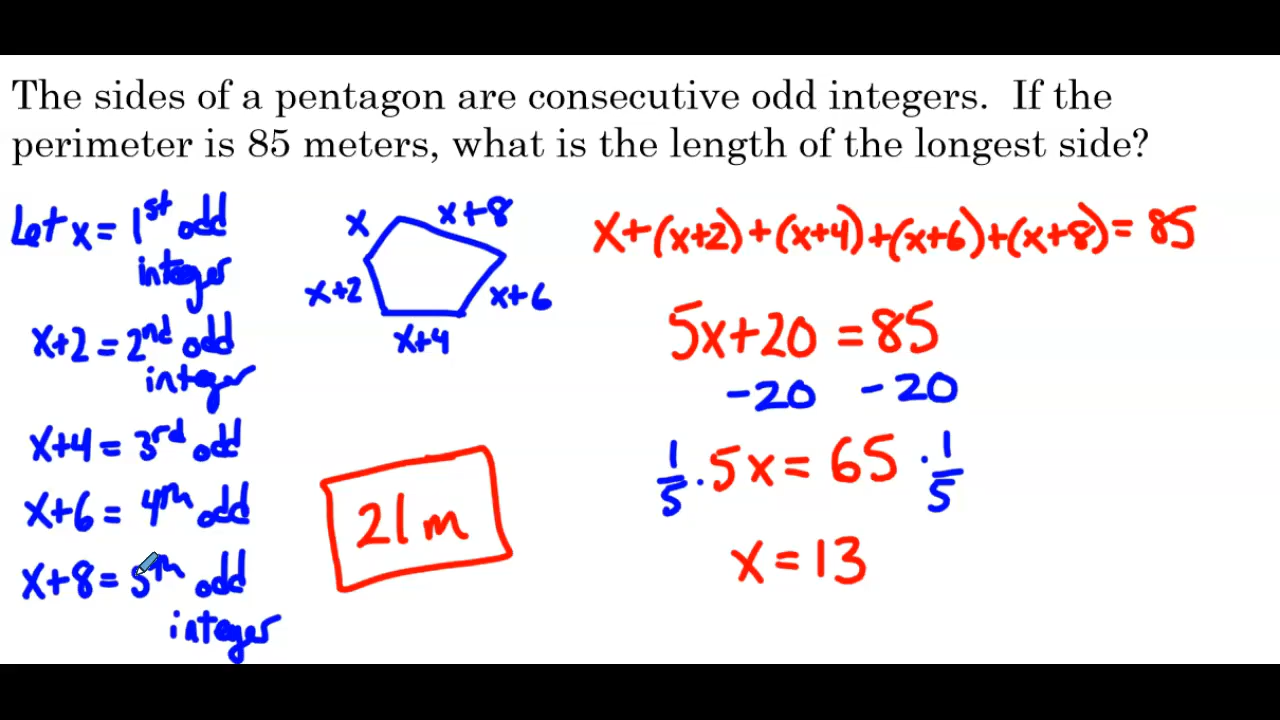 The sides of a pentagon are consecutive odd integers. If the
perimeter is 85 meters, what is the length of the longest side?
Let x = 1st odd
integer
x+2 = 2nd odd
integer
x+4 = 3rd odd
x+6 = 4th odd
x+8 = 5th odd
integer
x
x+8
x+2
x+6
x+4
21 m
x+(x+2)+(x+4)+(x+6)+(x+8) = 85
5x+20 = 85
-20 -20
1/5 · 5x = 65 · 1/5
x = 13